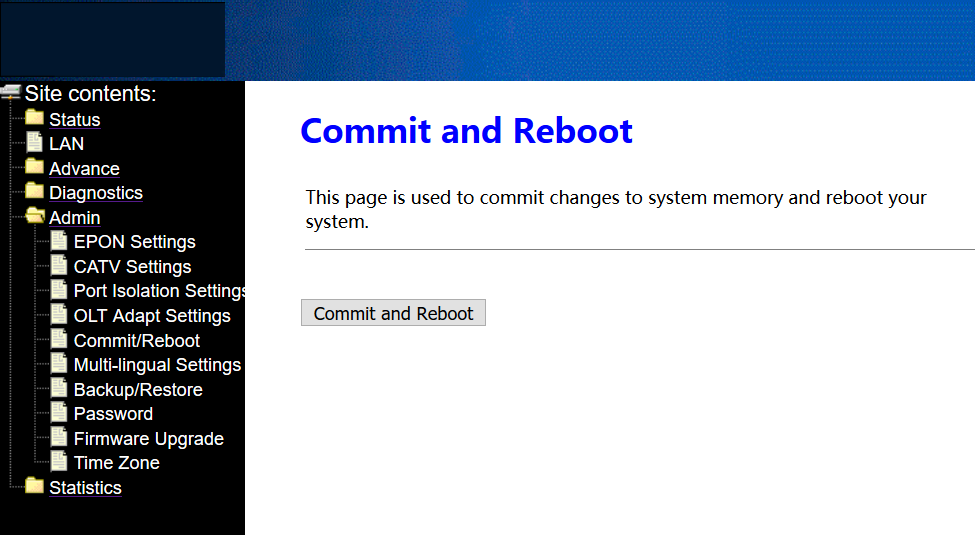 Site contents:
Status
LAN
Advance
Diagnostics
Admin
EPON Settings
CATV Settings
Port Isolation Settings
OLT Adapt Settings
Commit/Reboot
Multi-lingual Settings
Backup/Restore
Password
Firmware Upgrade
Time Zone
Statistics
Commit and Reboot
This page is used to commit changes to system memory and reboot your
system.
Commit and Reboot